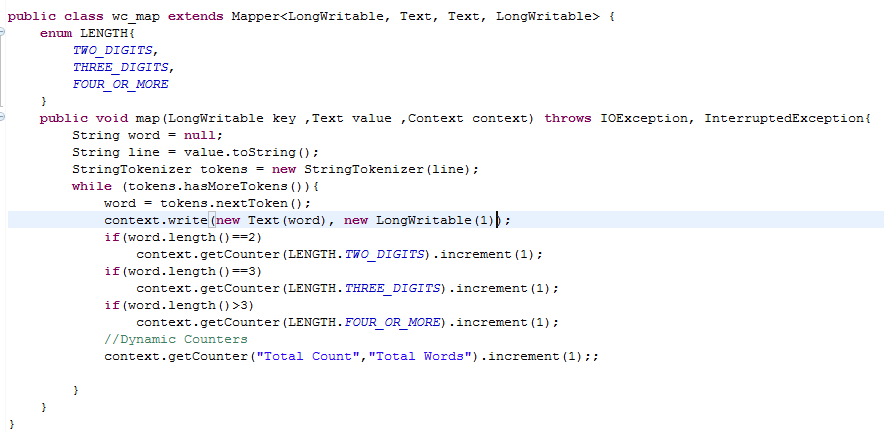 public class wc_map extends Mapper<LongWritable, Text, Text, LongWritable> {
    enum LENGTH{
        TWO_DIGITS,
        THREE_DIGITS,
        FOUR_OR_MORE
    }
    public void map(LongWritable key ,Text value ,Context context) throws IOException, InterruptedException{
        String word = null;
        String line = value.toString();
        StringTokenizer tokens = new StringTokenizer(line);
        while (tokens.hasMoreTokens()){
            word = tokens.nextToken();
            context.write(new Text(word), new LongWritable(1));
            if(word.length()==2)
                context.getCounter(LENGTH.TWO_DIGITS).increment(1);
            if(word.length()==3)
                context.getCounter(LENGTH.THREE_DIGITS).increment(1);
            if(word.length()>3)
                context.getCounter(LENGTH.FOUR_OR_MORE).increment(1);
            //Dynamic Counters
            context.getCounter("Total Count","Total Words").increment(1);;
        }
    }
}